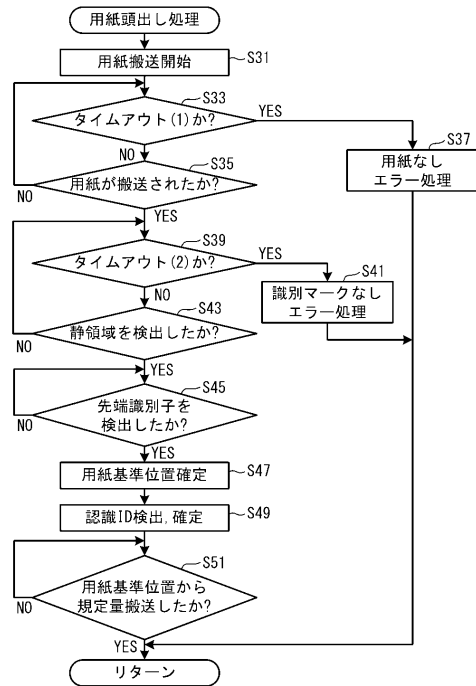 用紙頭出し処理
用紙搬送開始
S31
S33
タイムアウト(1)か?
YES
NO
S35
S37
用紙なし
エラー処理
用紙が搬送されたか?
NO
YES
S39
タイムアウト(2)か?
YES
S41
NO
識別マークなし
エラー処理
S43
静領域を検出したか?
NO
YES
S45
先端識別子を
検出したか?
NO
YES
用紙基準位置確定
S47
認識ID検出,確定
S49
S51
用紙基準位置から
規定量搬送したか?
NO
YES
リターン